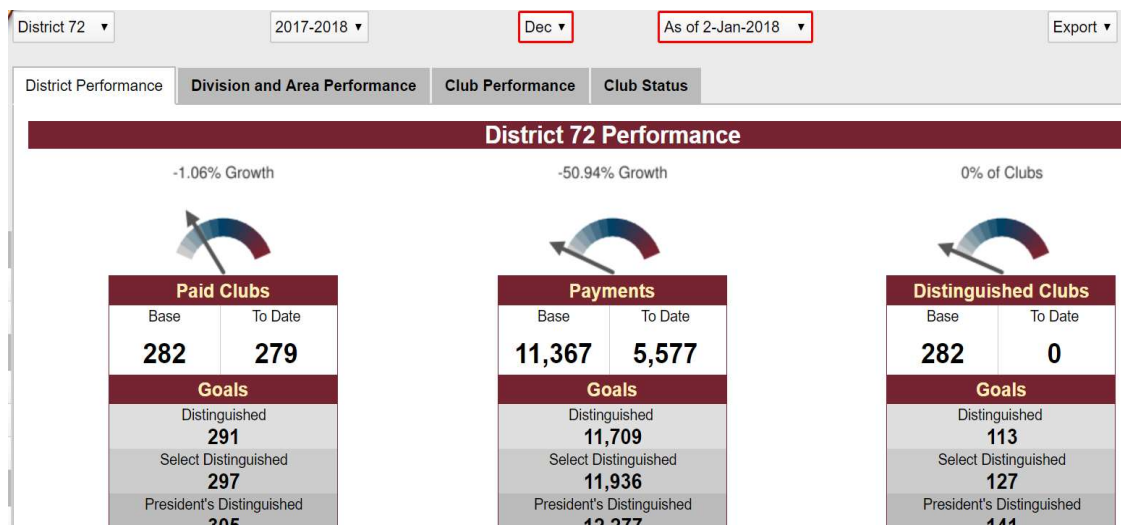 District 72 2017-2018 Dec As of 2-Jan-2018 Export
District Performance Division and Area Performance Club Performance Club Status
District 72 Performance
-1.06% Growth -50.94% Growth 0% of Clubs
Paid Clubs Payments Distinguished Clubs
Base To Date Base To Date Base To Date
282 279 11,367 5,577 282 0
Goals Goals Goals
Distinguished Distinguished Distinguished
291 11,709 113
Select Distinguished Select Distinguished Select Distinguished
297 11,936 127
President's Distinguished President's Distinguished President's Distinguished
305 12,277 141